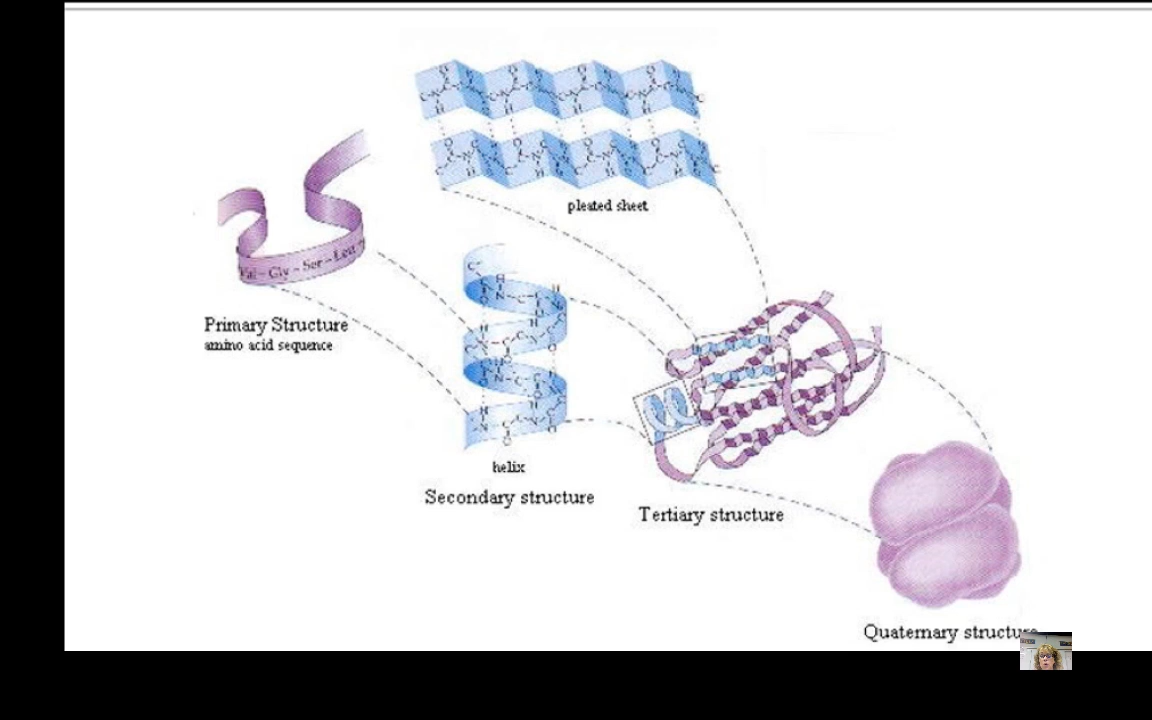 pleated sheet
Val - Gly - Ser - Leu
Primary Structure
amino acid sequence
helix
Secondary structure
Tertiary structure
Quaternary structure